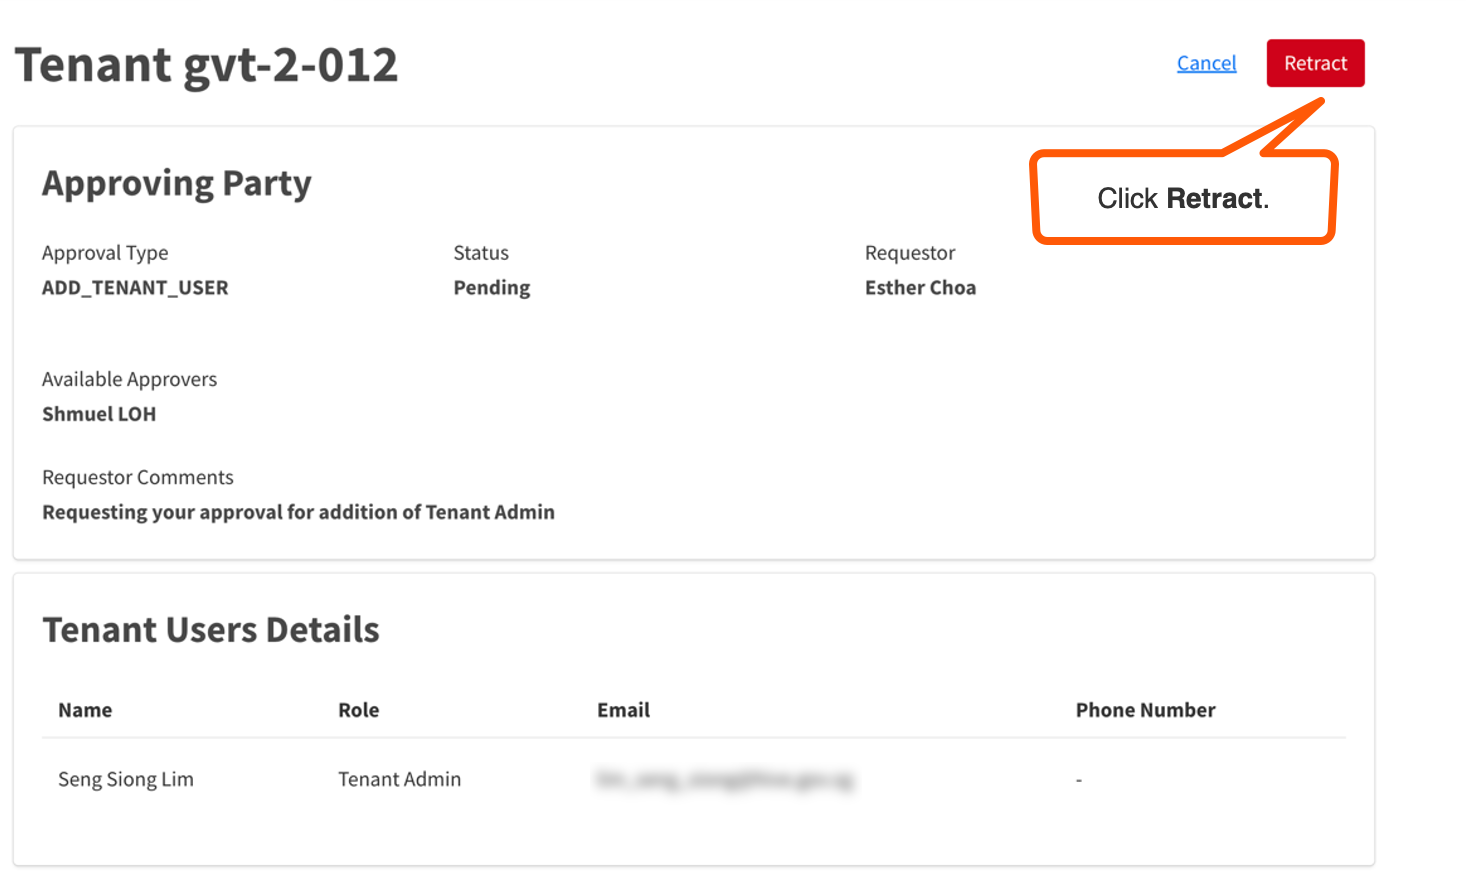 Tenant gvt-2-012
Cancel
Retract
Click Retract.
Approving Party
Approval Type
Status
Requestor
ADD_TENANT_USER
Pending
Esther Choa
Available Approvers
Shmuel LOH
Requestor Comments
Requesting your approval for addition of Tenant Admin
Tenant Users Details
Name
Role
Email
Phone Number
Seng Siong Lim
Tenant Admin
-